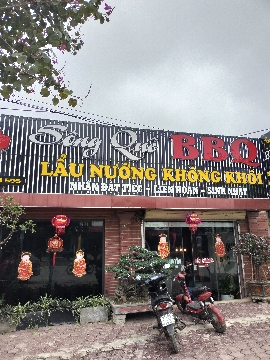 Sông Quê BBQ
LẨU NƯỚNG KHÔNG KHÓI
NHẬN ĐẶT TIỆC - LIÊN HOAN - SINH NHẬT